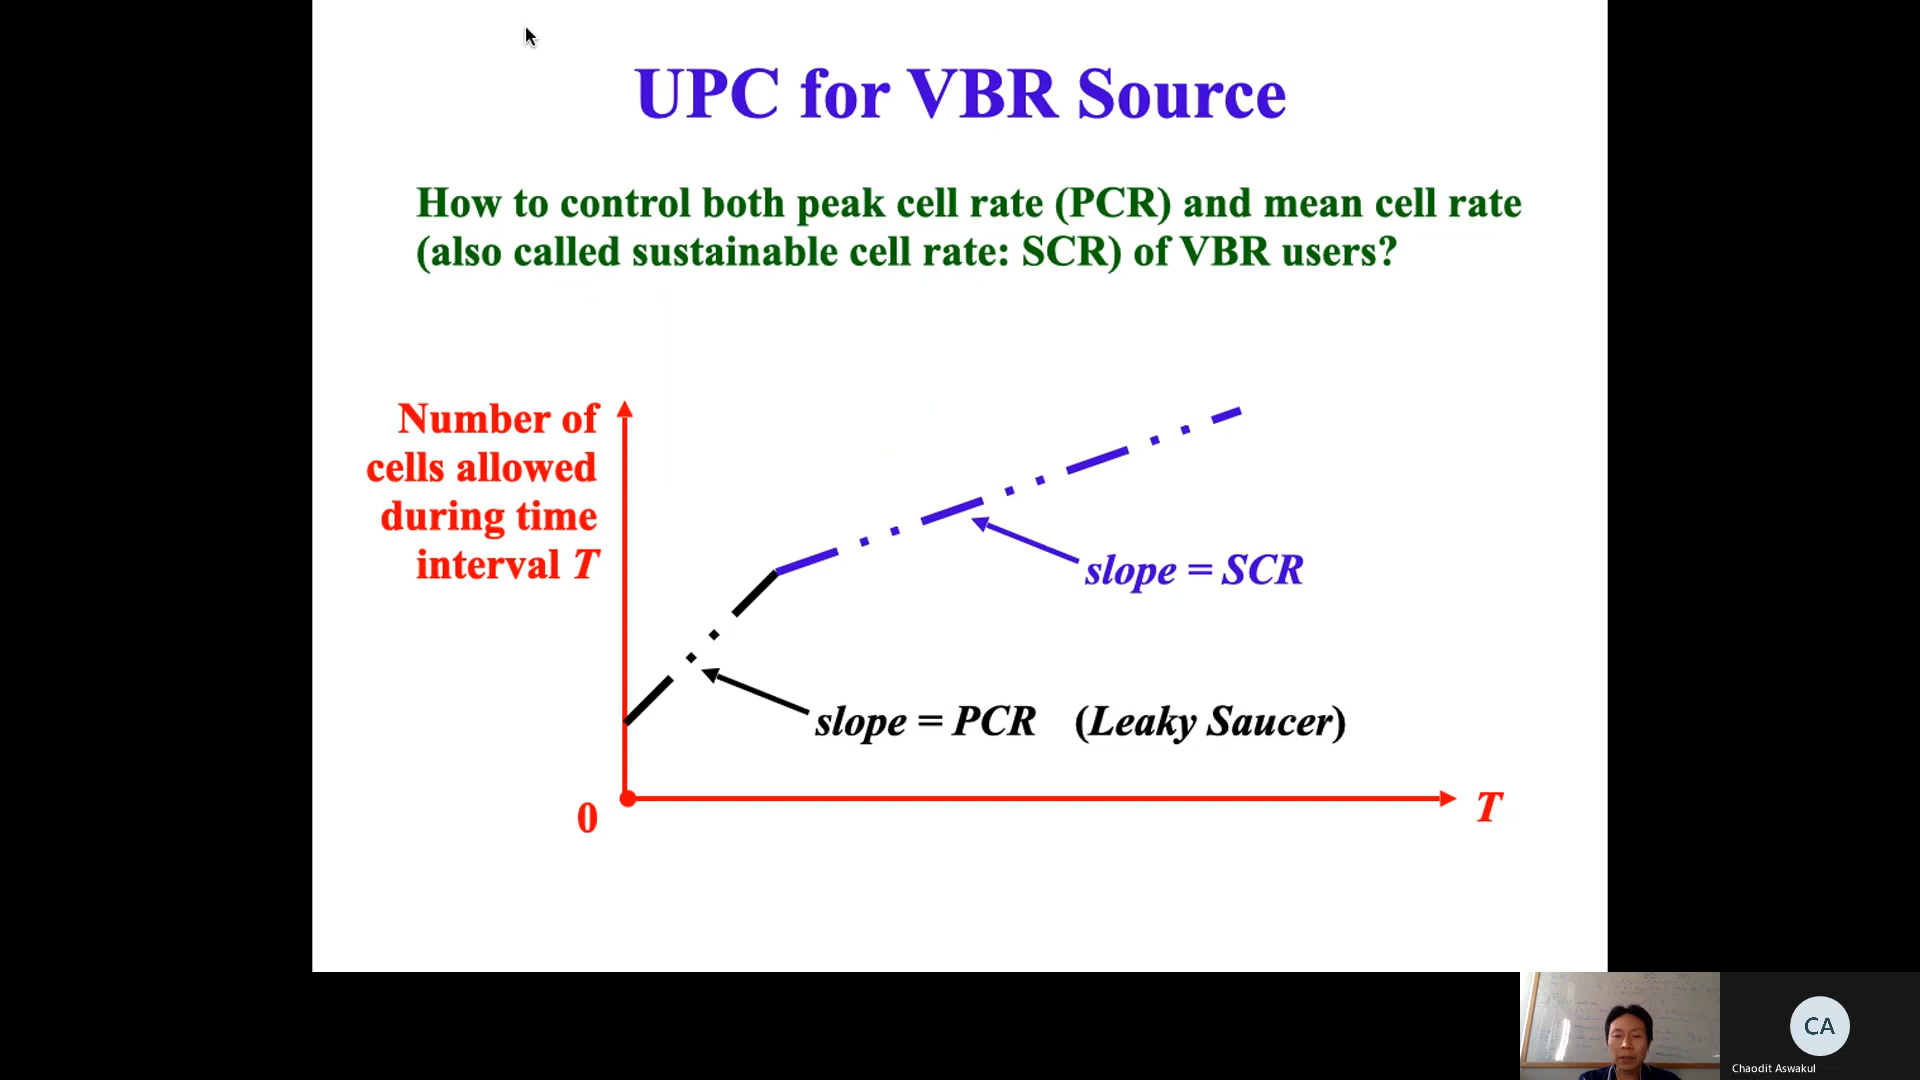 UPC for VBR Source
How to control both peak cell rate (PCR) and mean cell rate
(also called sustainable cell rate: SCR) of VBR users?
Number of
cells allowed
during time
interval T
slope = SCR
slope = PCR (Leaky Saucer)
0
T
CA
Chaodit Aswakul